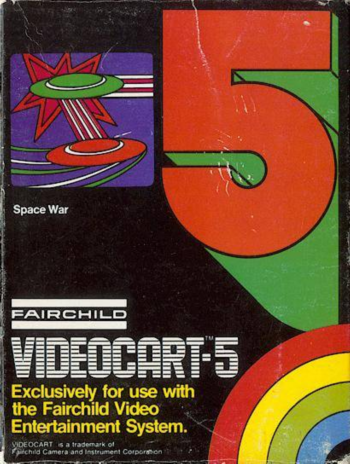 5
Space War
FAIRCHILD
VIDEOCART™-5
Exclusively for use with
the Fairchild Video
Entertainment System.
VIDEOCART is a trademark of
Fairchild Camera and Instrument Corporation